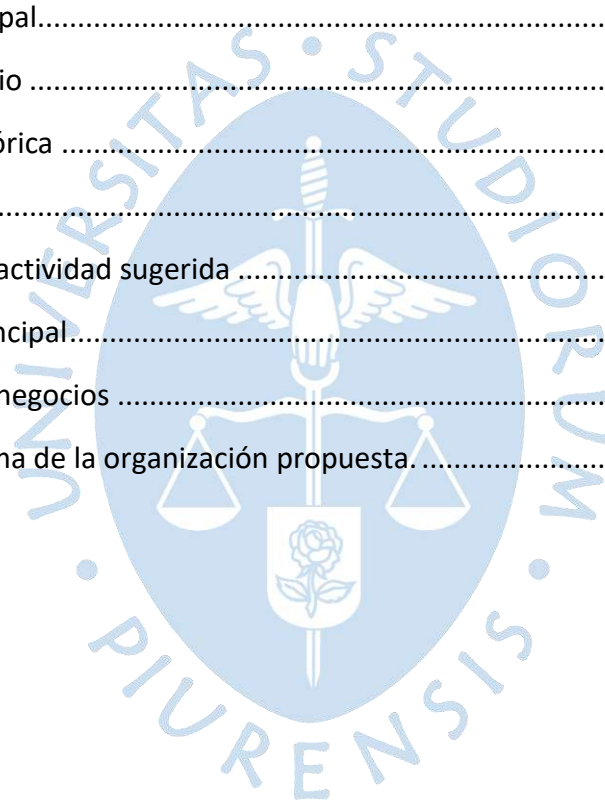 pal..............................................................................
io ..............................................................................
órica ..........................................................................
..................................................................................
actividad sugerida ..................................................
ncipal.........................................................................
negocios ...................................................................
na de la organización propuesta. .........................
UNIVERSITAS • STUDIORUM • PIURENSIS •